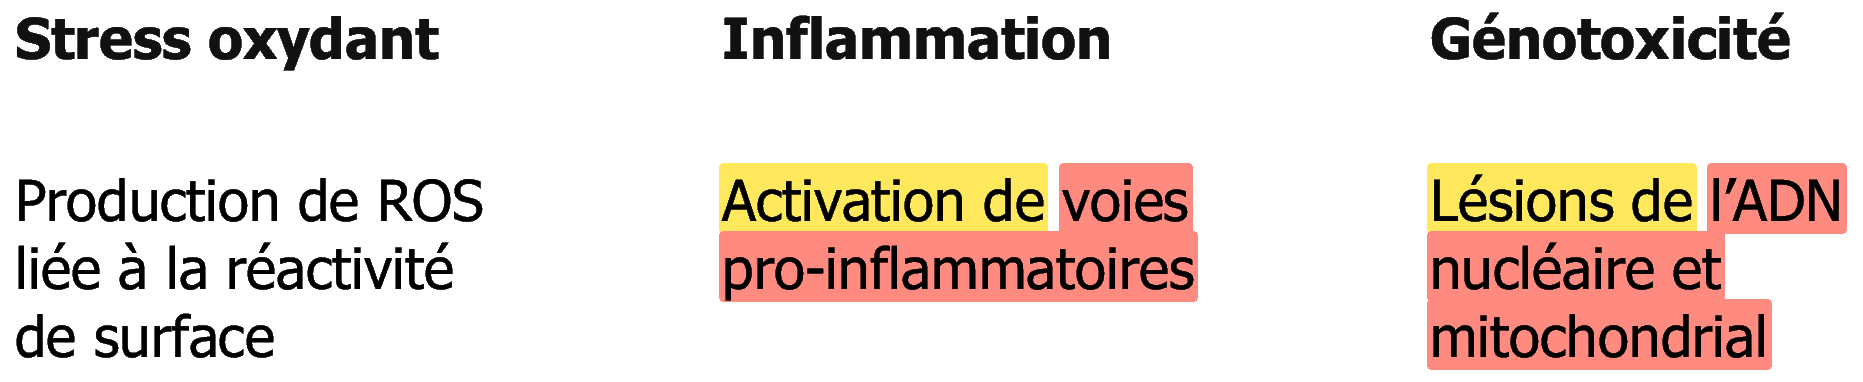 Stress oxydant
Production de ROS
liée à la réactivité
de surface
Inflammation
Activation de voies
pro-inflammatoires
Génotoxicité
Lésions de l’ADN
nucléaire et
mitochondrial